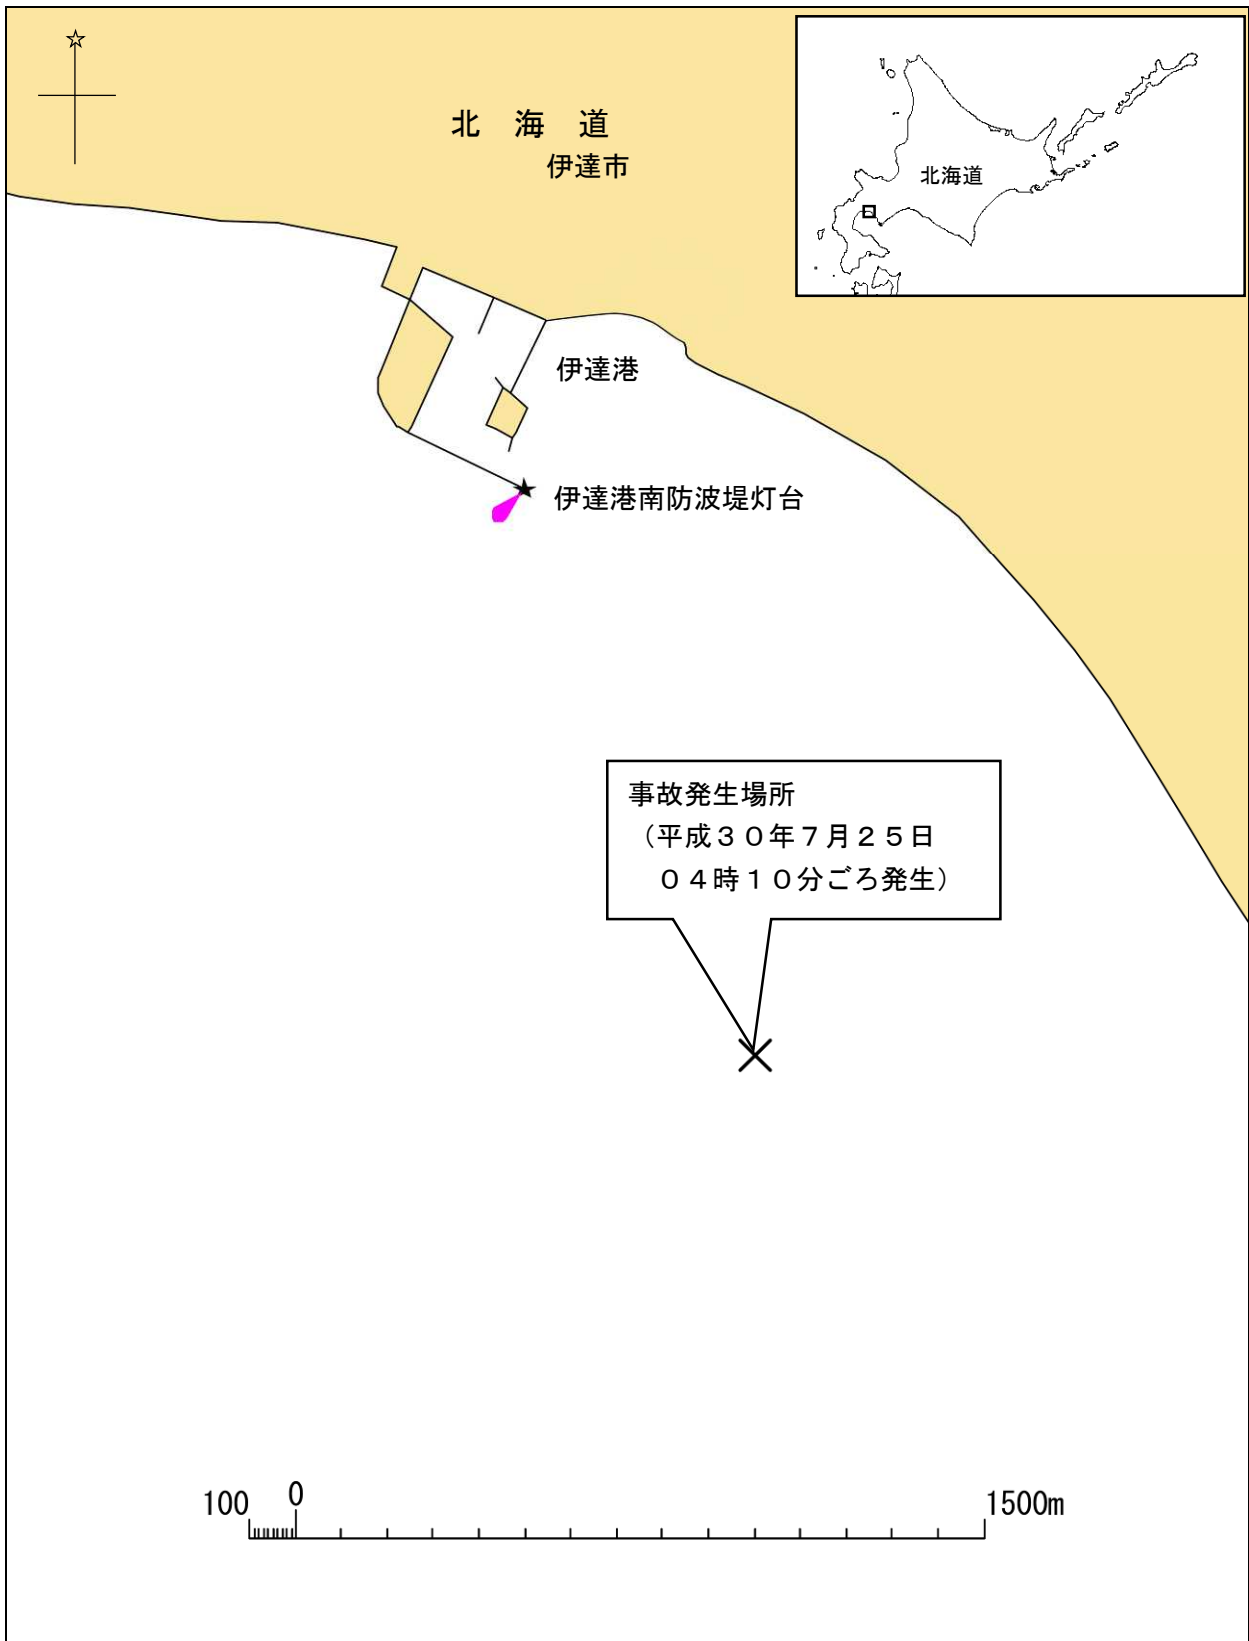 北海道
伊達市
北海道
伊達港
伊達港南防波堤灯台
事故発生場所
（平成３０年７月２５日
０４時１０分ごろ発生）
100 0 1500m